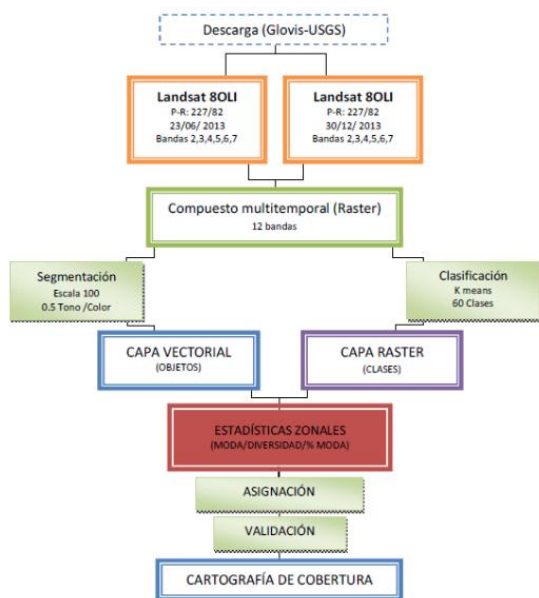 Descarga (Glovis-USGS)
Landsat 8OLI
P-R: 227/82
23/06/ 2013
Bandas 2,3,4,5,6,7
Landsat 8OLI
P-R: 227/82
30/12/ 2013
Bandas 2,3,4,5,6,7
Compuesto multitemporal (Raster)
12 bandas
Segmentación
Escala 100
0.5 Tono /Color
Clasificación
K means
60 Clases
CAPA VECTORIAL
(OBJETOS)
CAPA RASTER
(CLASES)
ESTADÍSTICAS ZONALES
(MODA/DIVERSIDAD/% MODA)
ASIGNACIÓN
VALIDACIÓN
CARTOGRAFÍA DE COBERTURA